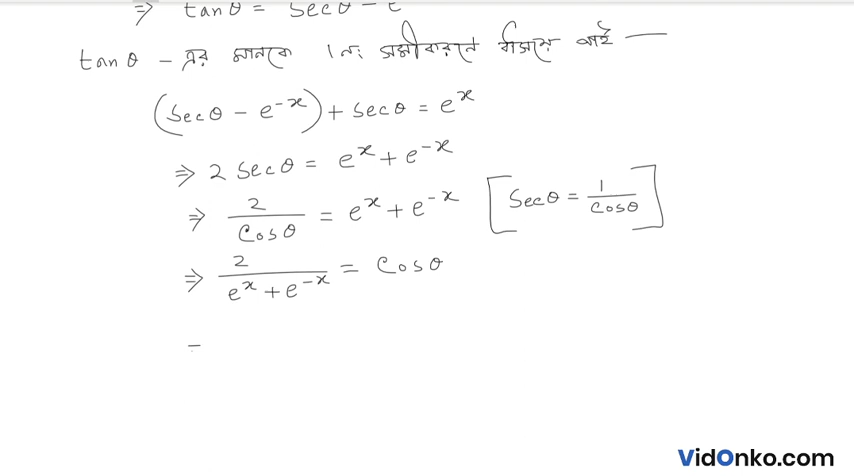 ⇒ tanθ = secθ - e
tanθ - এর মানকে ১নং সমীকরণে বসিয়ে পাই —
(secθ - e^-x) + secθ = e^x
⇒ 2 secθ = e^x + e^-x
⇒ 2/cosθ = e^x + e^-x [secθ = 1/cosθ]
⇒ 2/(e^x + e^-x) = cosθ
=
VidOnko.com